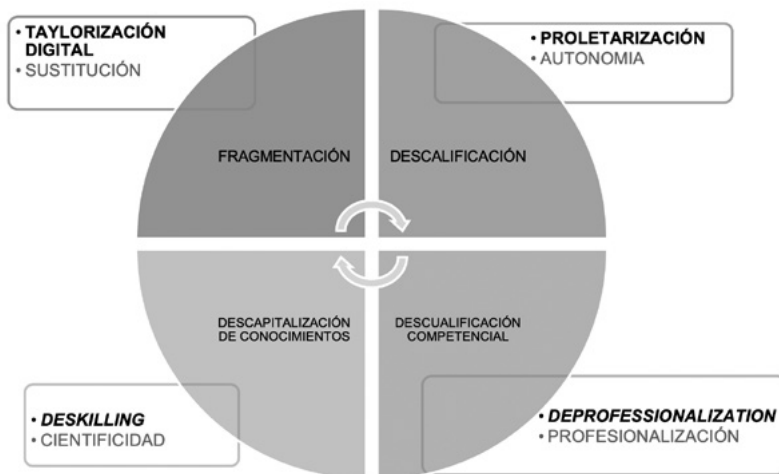 • TAYLORIZACIÓN
DIGITAL
• SUSTITUCIÓN
• PROLETARIZACIÓN
• AUTONOMIA
FRAGMENTACIÓN
DESCALIFICACIÓN
DESCAPITALIZACIÓN
DE CONOCIMIENTOS
DESCUALIFICACIÓN
COMPETENCIAL
• DESKILLING
• CIENTIFICIDAD
• DEPROFESSIONALIZATION
• PROFESIONALIZACIÓN